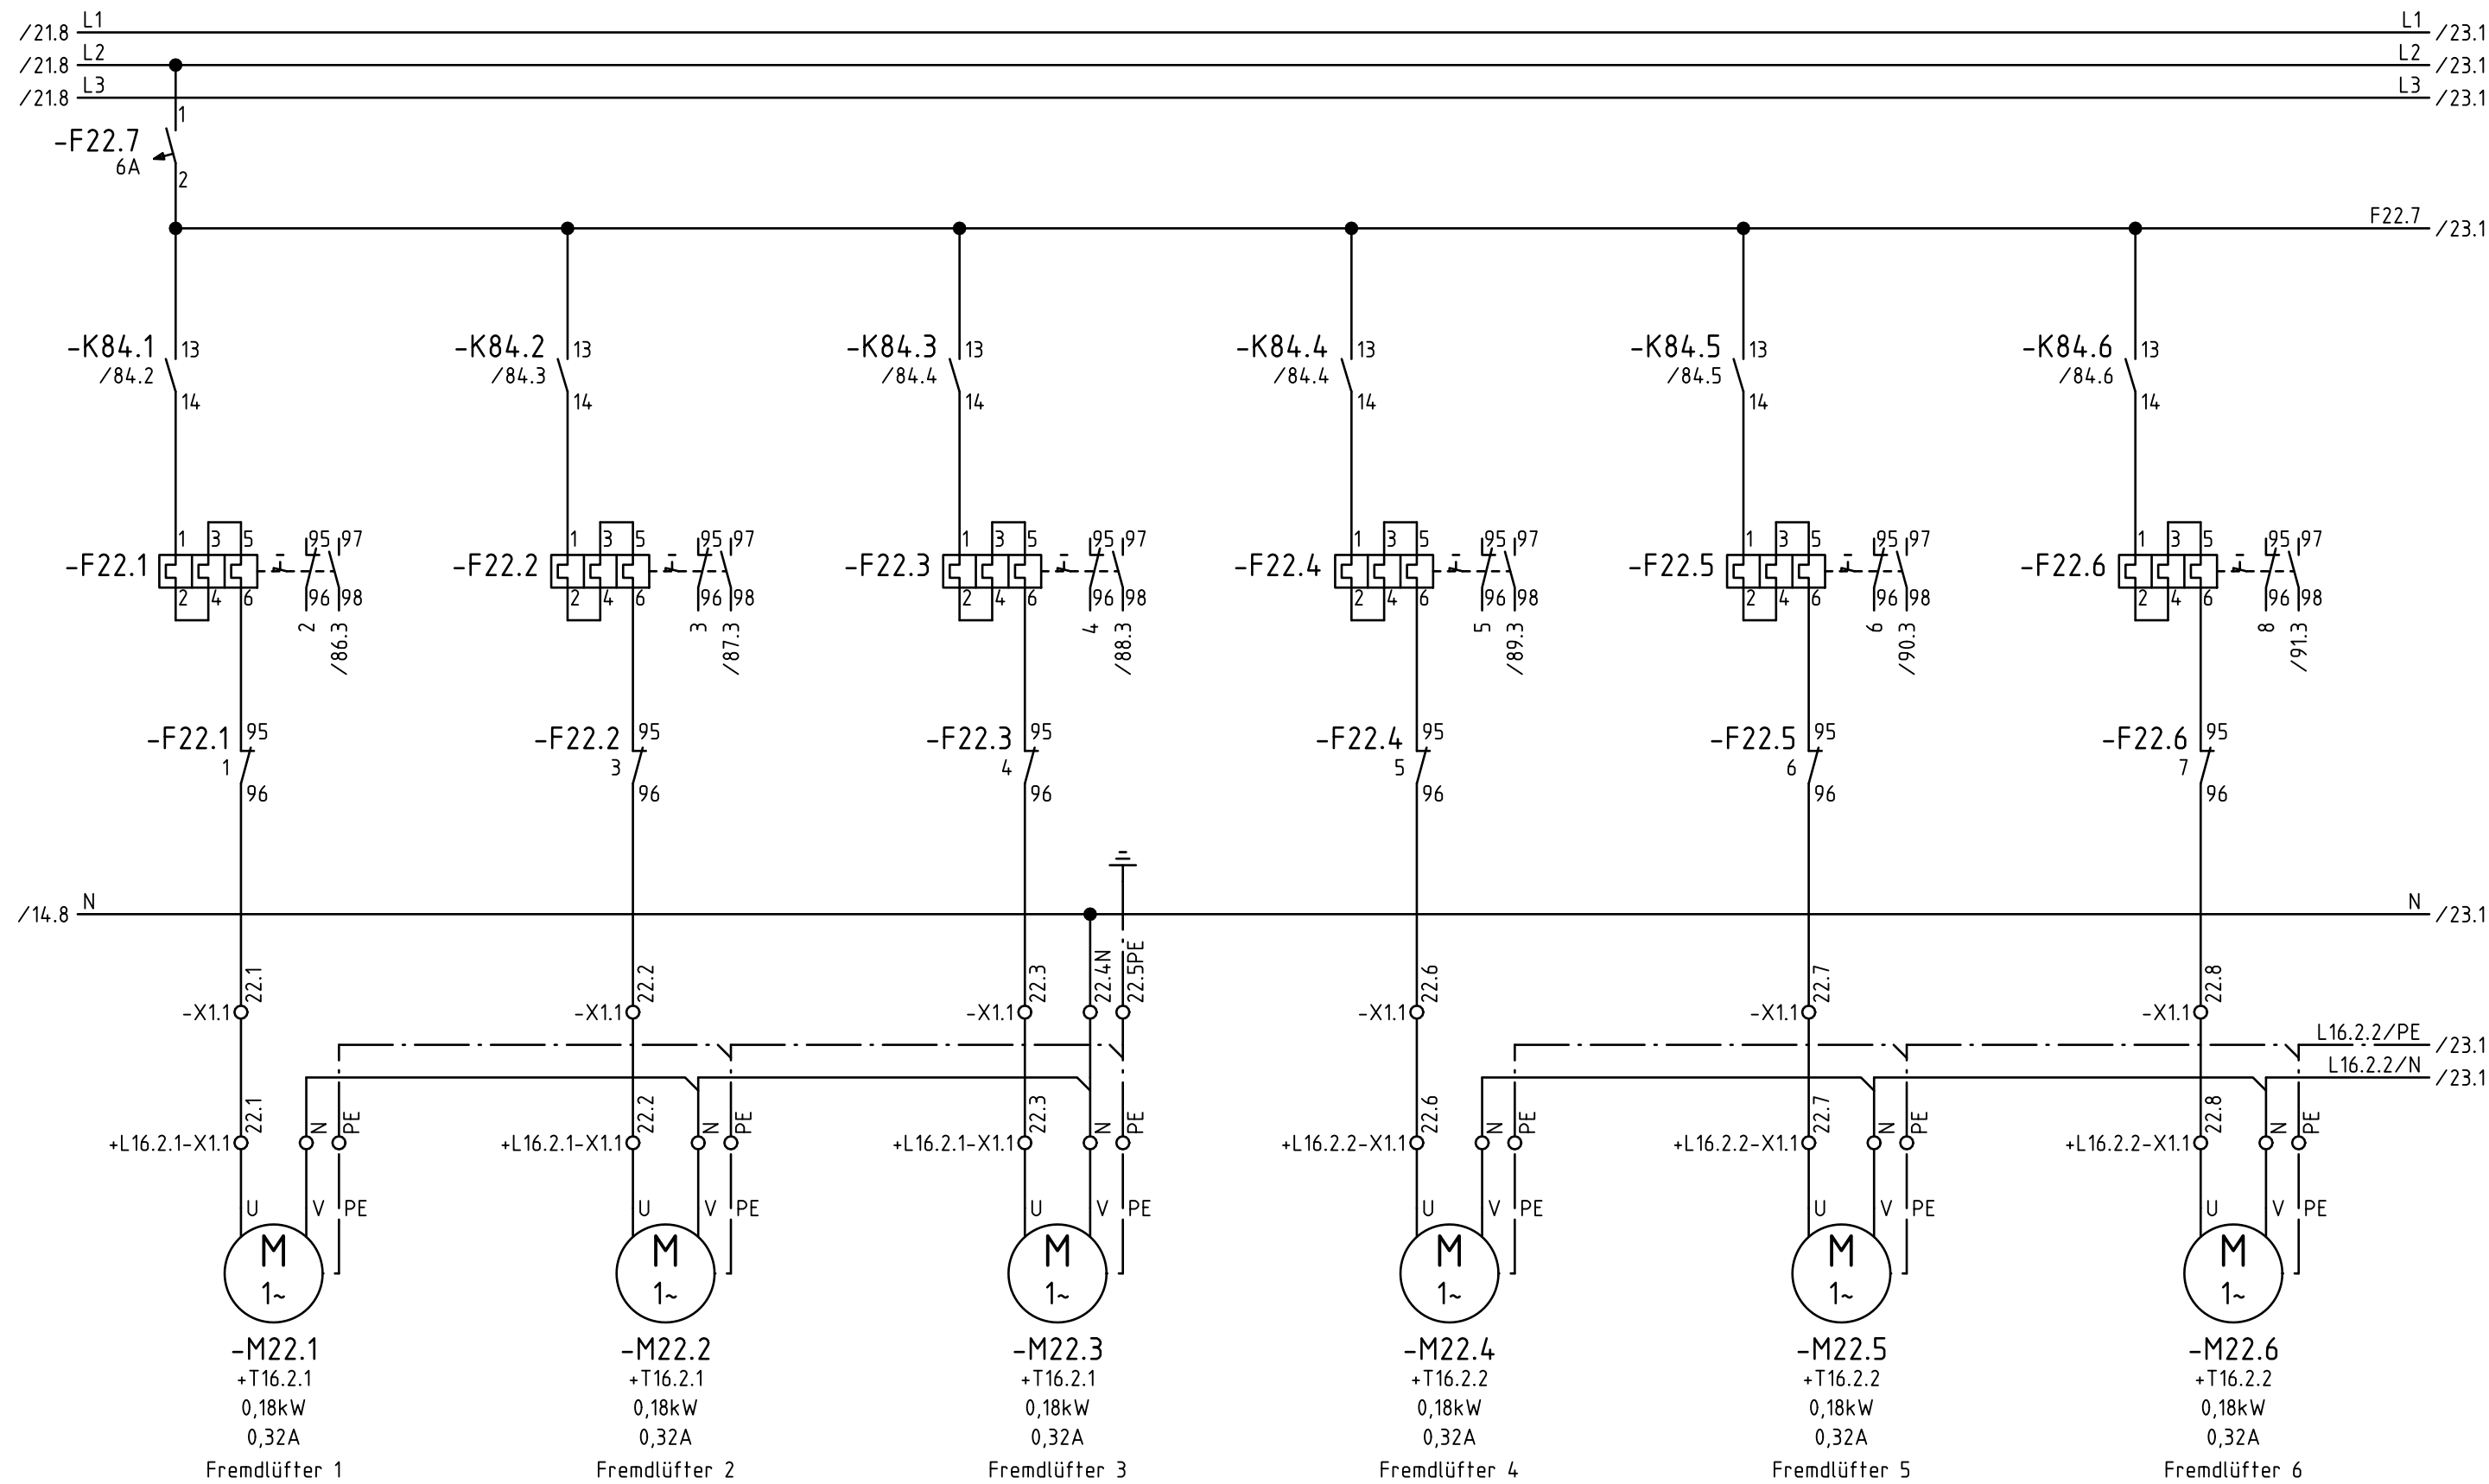 L1 L1
/21.8 /23.1
L2 L2
/21.8 /23.1
L3 L3
/21.8 /23.1
1
-F22.7
6A
2
F22.7
/23.1
-K84.1 13 -K84.2 13 -K84.3 13 -K84.4 13 -K84.5 13 -K84.6 13
/84.2 /84.3 /84.4 /84.4 /84.5 /84.6
14 14 14 14 14 14
1 3 5 95 97 1 3 5 95 97 1 3 5 95 97 1 3 5 95 97 1 3 5 95 97 1 3 5 95 97
-F22.1 -F22.2 -F22.3 -F22.4 -F22.5 -F22.6
2 4 6 96 98 2 4 6 96 98 2 4 6 96 98 2 4 6 96 98 2 4 6 96 98 2 4 6 96 98
2 /86.3 3 /87.3 4 /88.3 5 /89.3 6 /90.3 8 /91.3
-F22.1 95 -F22.2 95 -F22.3 95 -F22.4 95 -F22.5 95 -F22.6 95
1 3 4 5 6 7
96 96 96 96 96 96
N N
/14.8 /23.1
22.1 22.2 22.3 22.4N 22.5PE 22.6 22.7 22.8
-X1.1 -X1.1 -X1.1 -X1.1 -X1.1 -X1.1
L16.2.2/PE
/23.1
L16.2.2/N
/23.1
22.1 N PE 22.2 N PE 22.3 N PE 22.6 N PE 22.7 N PE 22.8 N PE
+L16.2.1-X1.1 +L16.2.1-X1.1 +L16.2.1-X1.1 +L16.2.2-X1.1 +L16.2.2-X1.1 +L16.2.2-X1.1
U V PE U V PE U V PE U V PE U V PE U V PE
M M M M M M
1~ 1~ 1~ 1~ 1~ 1~
-M22.1 -M22.2 -M22.3 -M22.4 -M22.5 -M22.6
+T16.2.1 +T16.2.1 +T16.2.1 +T16.2.2 +T16.2.2 +T16.2.2
0,18kW 0,18kW 0,18kW 0,18kW 0,18kW 0,18kW
0,32A 0,32A 0,32A 0,32A 0,32A 0,32A
Fremdlüfter 1 Fremdlüfter 2 Fremdlüfter 3 Fremdlüfter 4 Fremdlüfter 5 Fremdlüfter 6